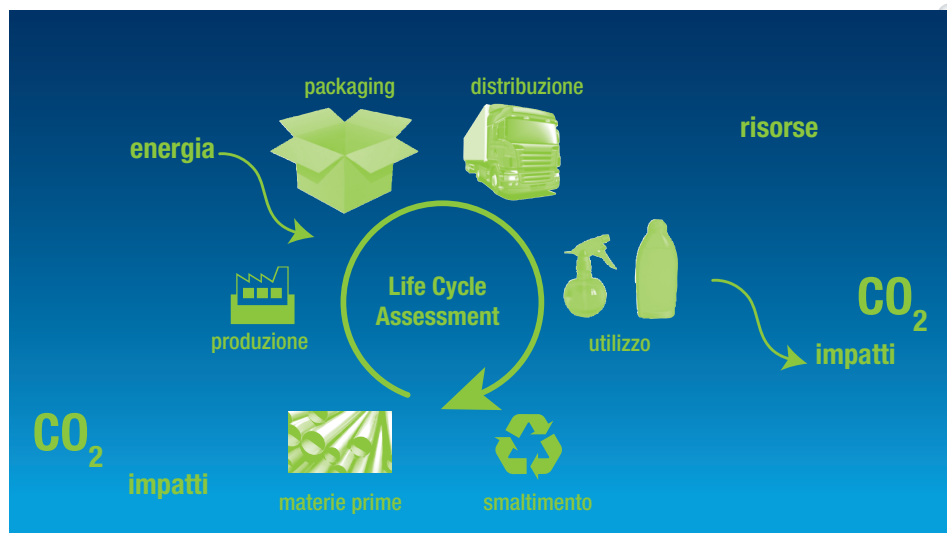 packaging
distribuzione
risorse
energia
Life Cycle
Assessment
CO2
produzione
utilizzo
impatti
CO2
impatti
materie prime
smaltimento